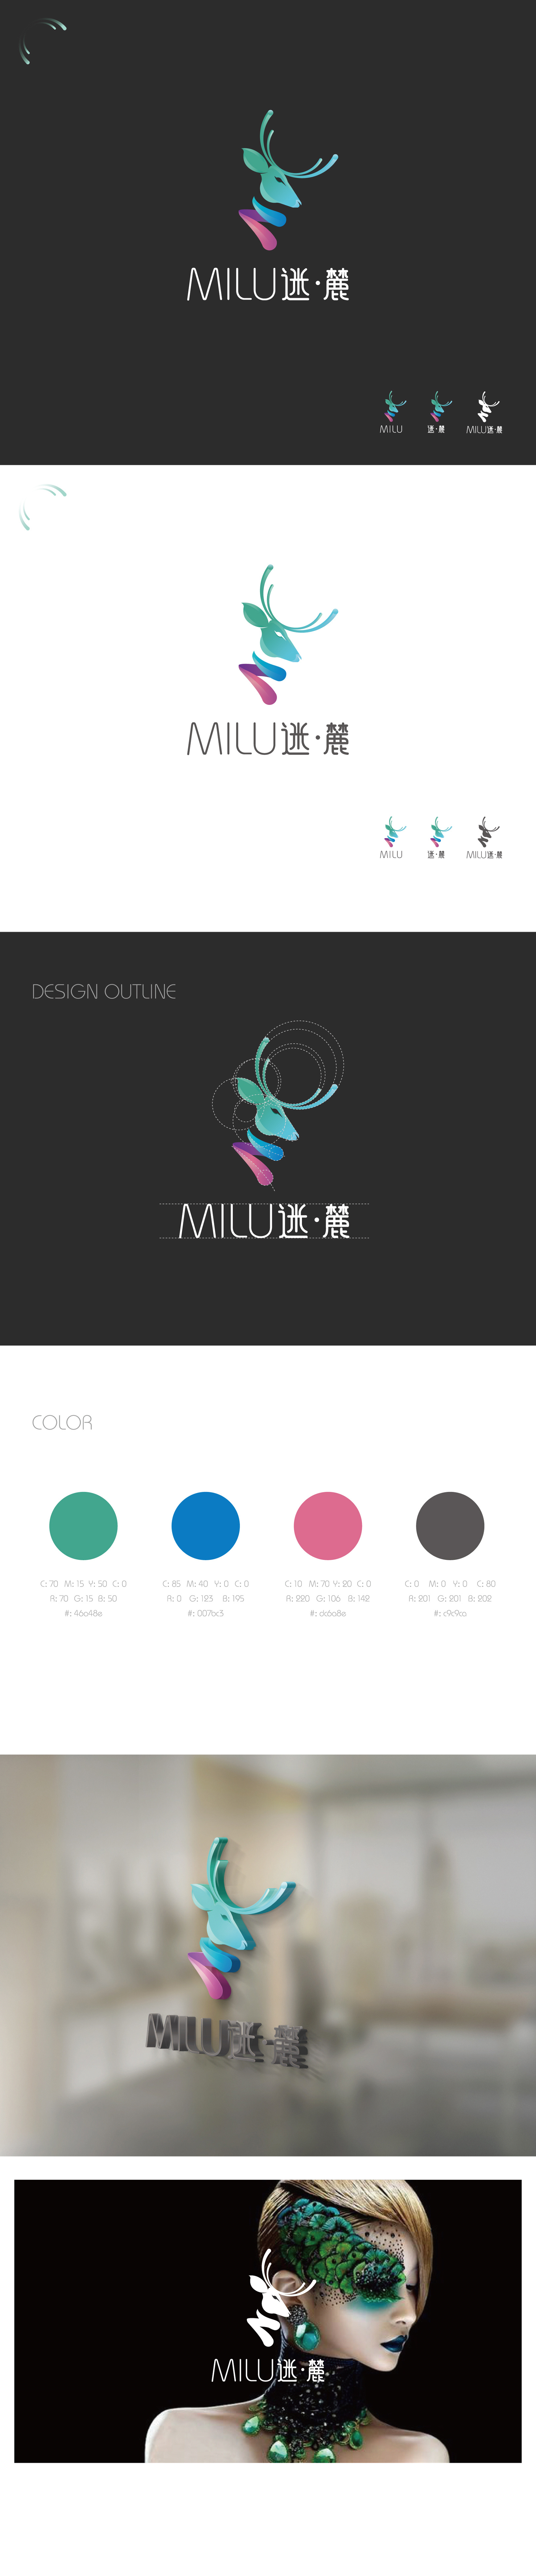 MILU迷·麓
MILU
迷·麓
MILU迷·麓
MILU迷·麓
MILU
迷·麓
MILU迷·麓
DESIGN OUTLINE
MILU迷·麓
COLOR
C: 70 M: 15 Y: 50 C: 0
R: 70 G: 15 B: 50
#: 46a48e
C: 85 M: 40 Y: 0 C: 0
R: 0 G: 123 B: 195
#: 007bc3
C: 10 M: 70 Y: 20 C: 0
R: 220 G: 106 B: 142
#: dc6a8e
C: 0 M: 0 Y: 0 C: 80
R: 201 G: 201 B: 202
#: c9c9ca
MILU迷·麓
MILU迷·麓